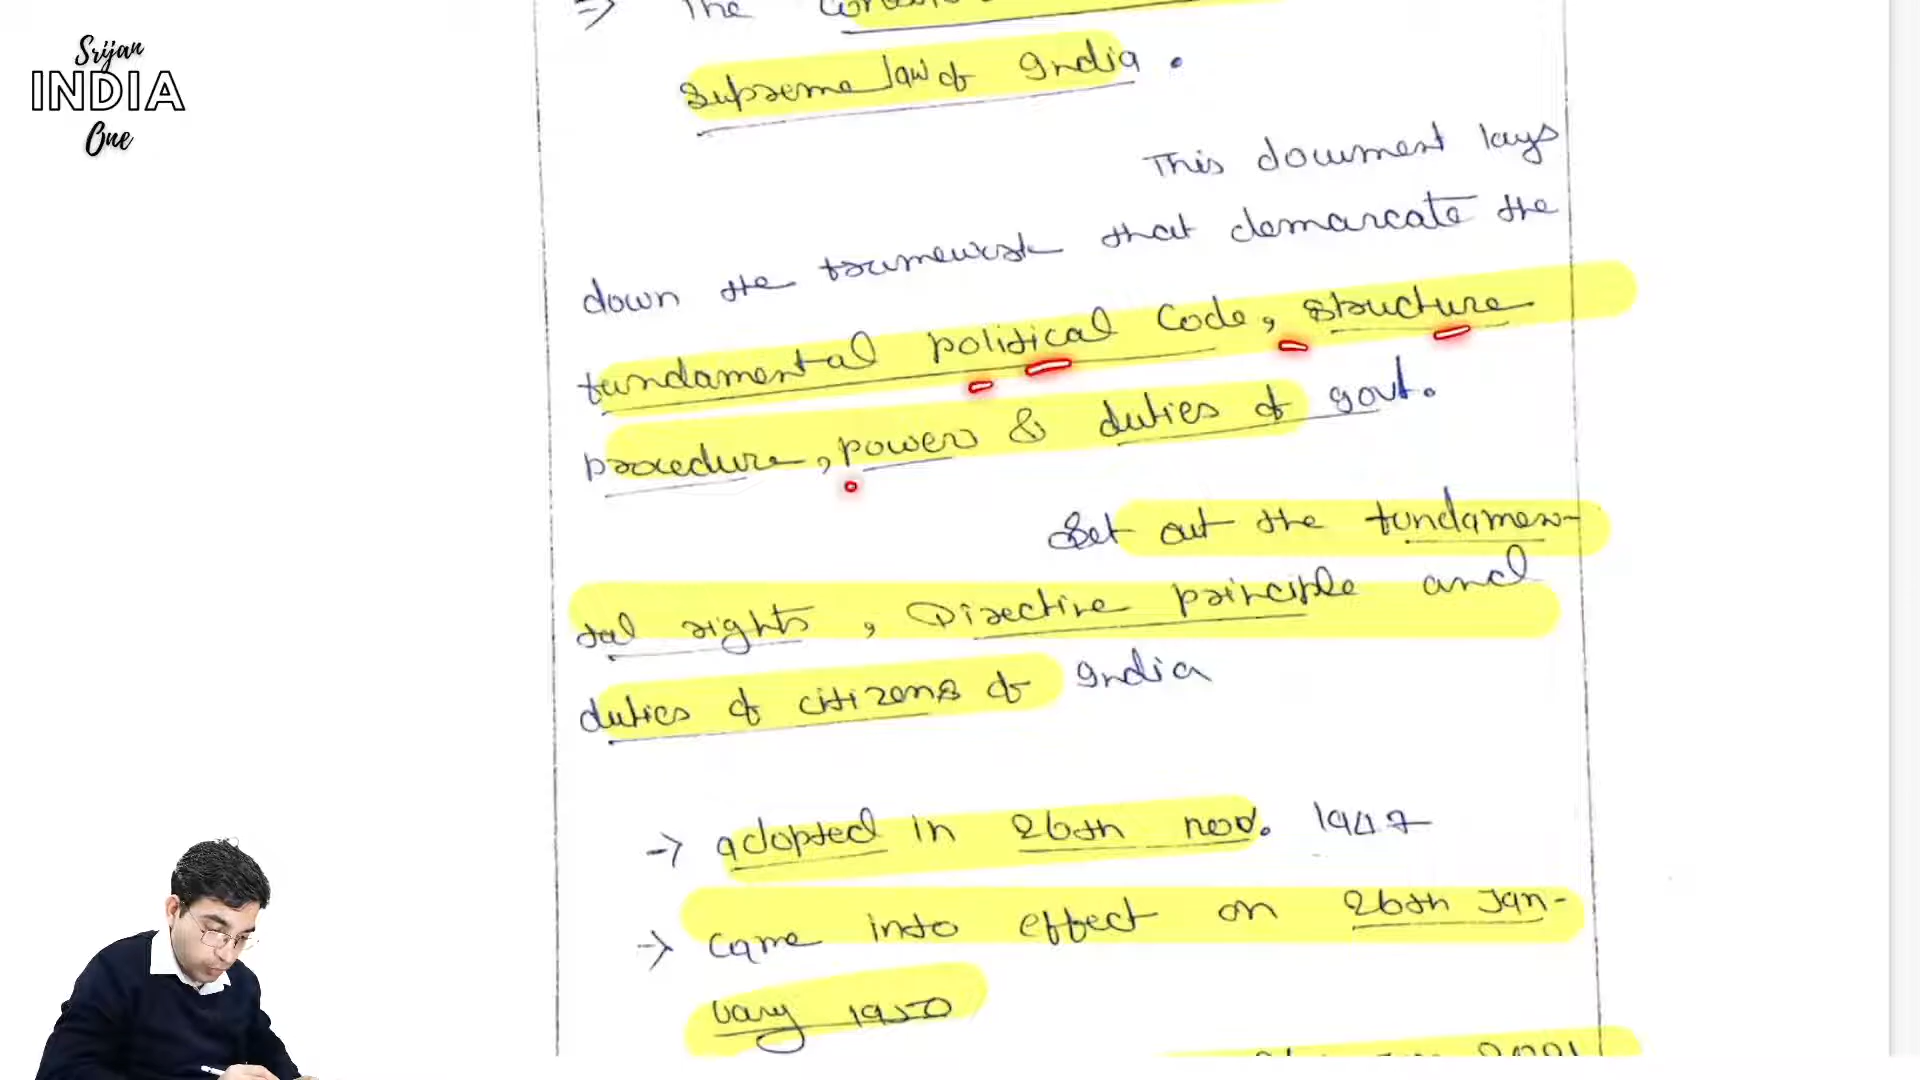 Srijan
INDIA
One
=> The
supreme law of India.
This document lays
down the framework that demarcate the
fundamental political Code, structure
procedure, powers & duties of govt.
Set out the fundamen-
tal rights, Directive principle and
duties of citizens of India
-> adopted in 26th nov. 1947
-> came into effect on 26th Jan-
uary 1950